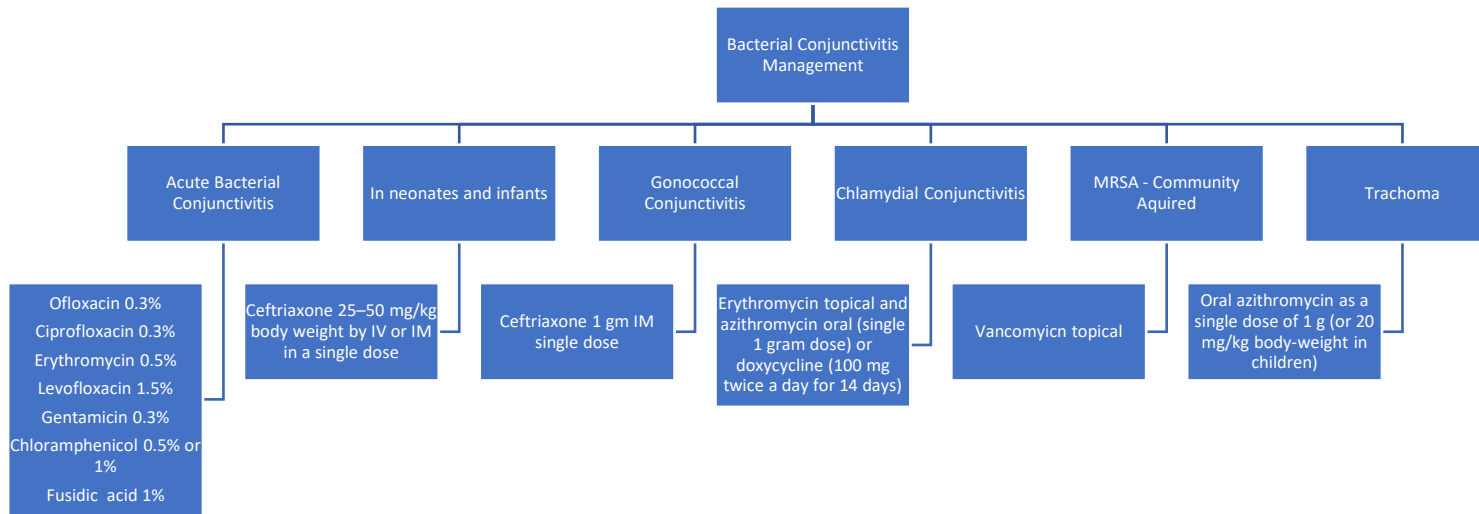 Bacterial Conjunctivitis
Management
Acute Bacterial
Conjunctivitis
In neonates and infants
Gonococcal
Conjunctivitis
Chlamydial Conjunctivitis
MRSA - Community
Aquired
Trachoma
Ofloxacin 0.3%
Ciprofloxacin 0.3%
Erythromycin 0.5%
Levofloxacin 1.5%
Gentamicin 0.3%
Chloramphenicol 0.5% or
1%
Fusidic acid 1%
Ceftriaxone 25–50 mg/kg
body weight by IV or IM
in a single dose
Ceftriaxone 1 gm IM
single dose
Erythromycin topical and
azithromycin oral (single
1 gram dose) or
doxycycline (100 mg
twice a day for 14 days)
Vancomyicn topical
Oral azithromycin as a
single dose of 1 g (or 20
mg/kg body-weight in
children)